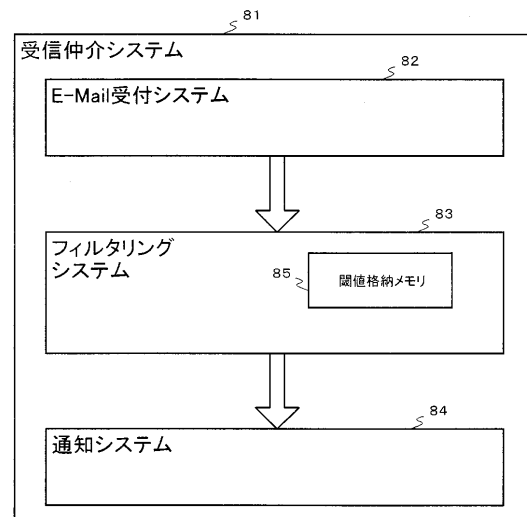 81
受信仲介システム
82
E-Mail受付システム
83
フィルタリング
システム
85
閾値格納メモリ
84
通知システム